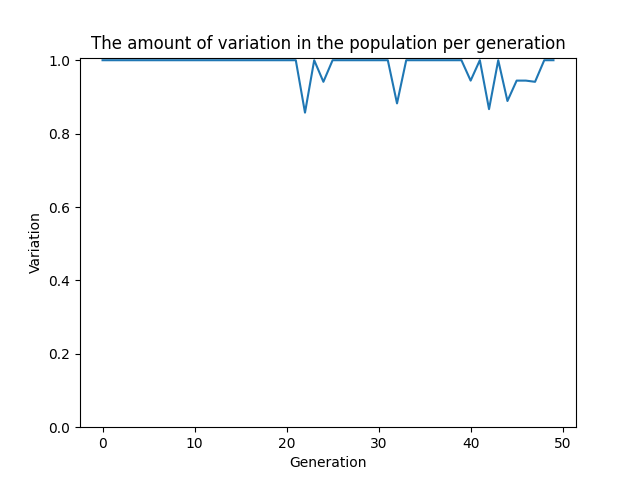 The amount of variation in the population per generation
1.0
0.8
0.6
0.4
0.2
0.0
Variation
0 10 20 30 40 50
Generation